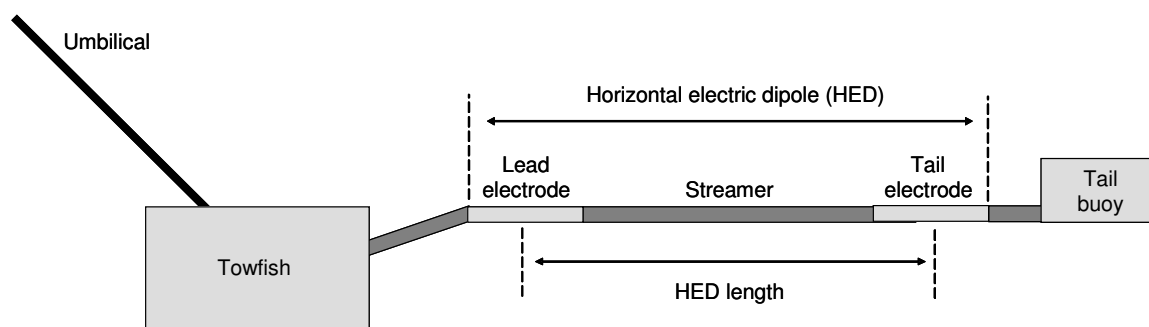 Umbilical
Horizontal electric dipole (HED)
Lead
electrode
Streamer
Tail
electrode
Tail
buoy
Towfish
HED length